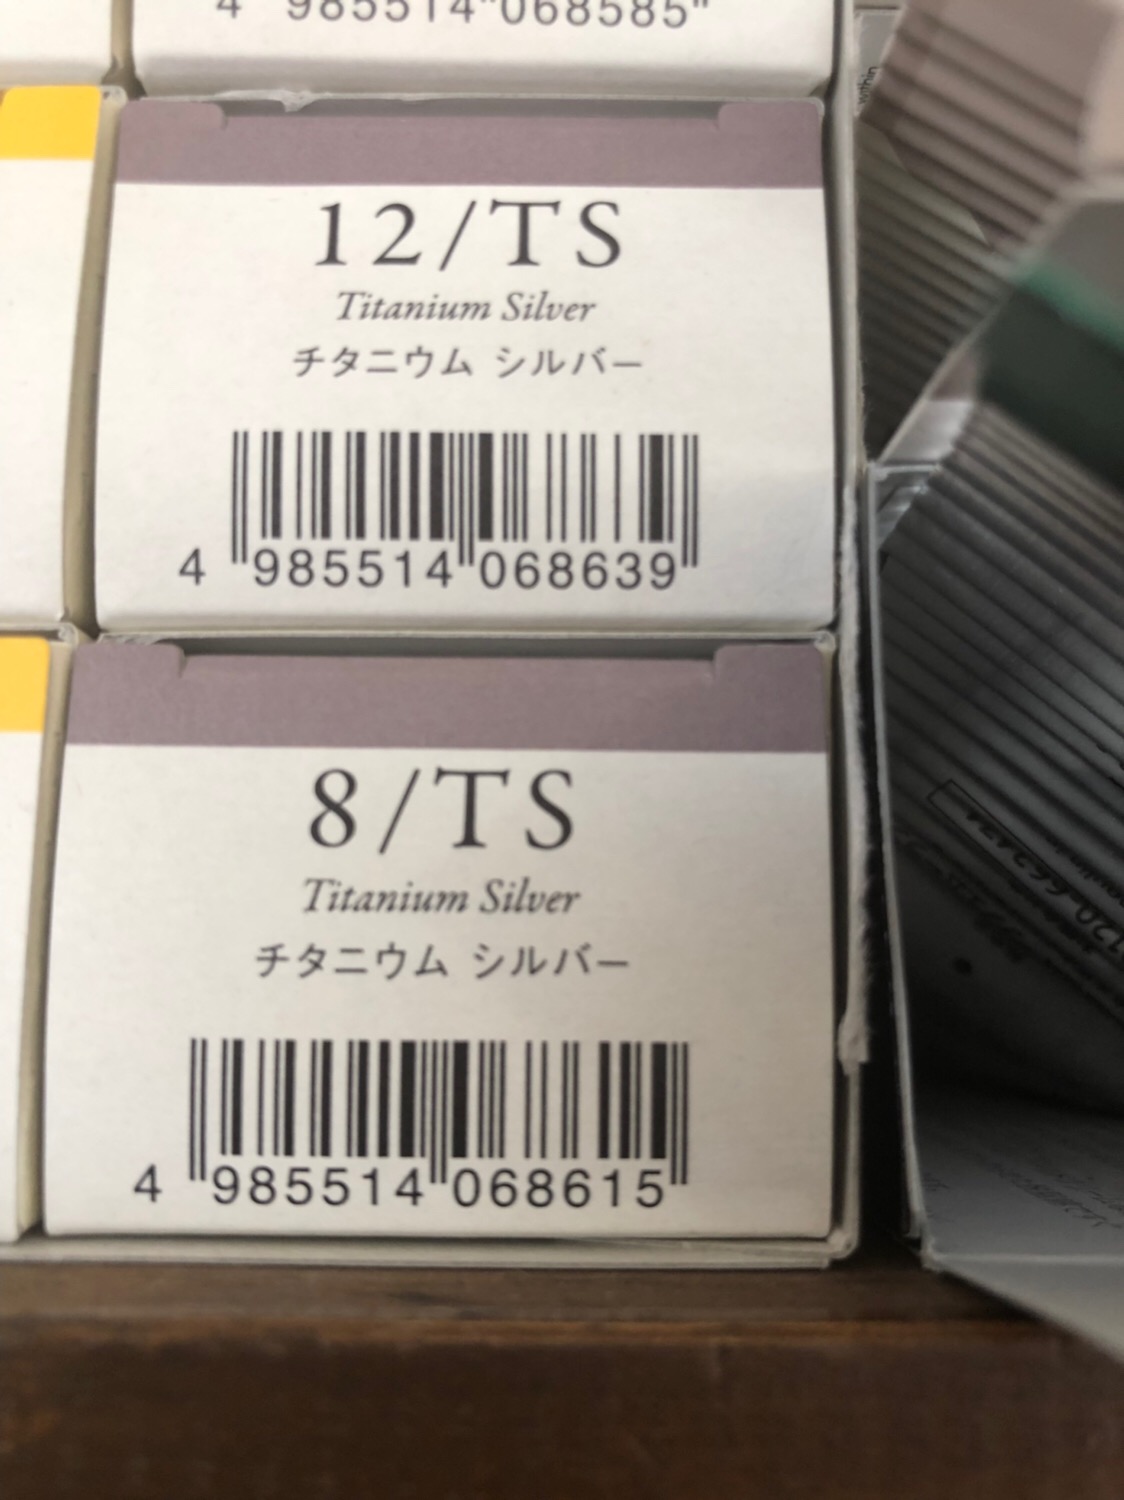 4 985514 068585
within
12/TS
Titanium Silver
チタニウム シルバー
4 985514 068639
8/TS
Titanium Silver
チタニウム シルバー
4 985514 068615